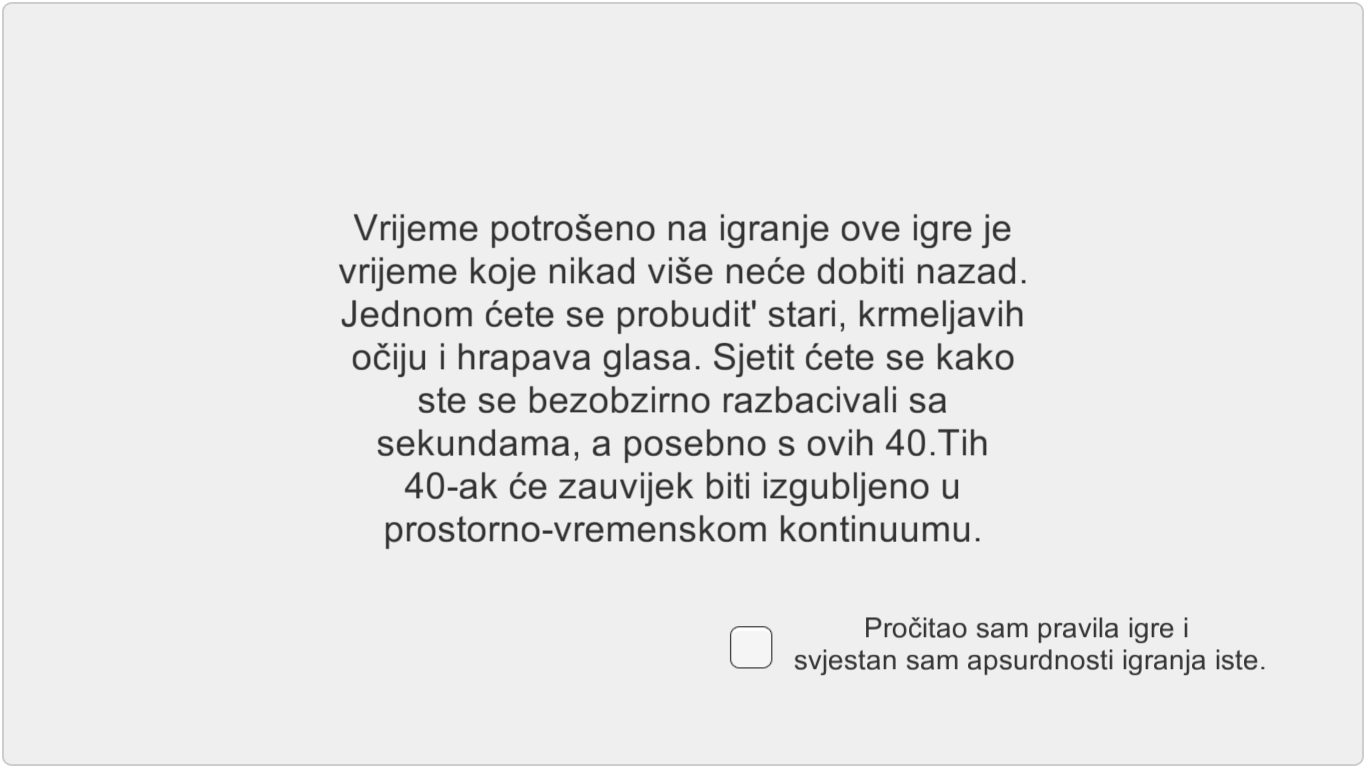 Vrijeme potrošeno na igranje ove igre je
vrijeme koje nikad više neće dobiti nazad.
Jednom ćete se probudit' stari, krmeljavih
očiju i hrapava glasa. Sjetit ćete se kako
ste se bezobzirno razbacivali sa
sekundama, a posebno s ovih 40.Tih
40-ak će zauvijek biti izgubljeno u
prostorno-vremenskom kontinuumu.
Pročitao sam pravila igre i
svjestan sam apsurdnosti igranja iste.